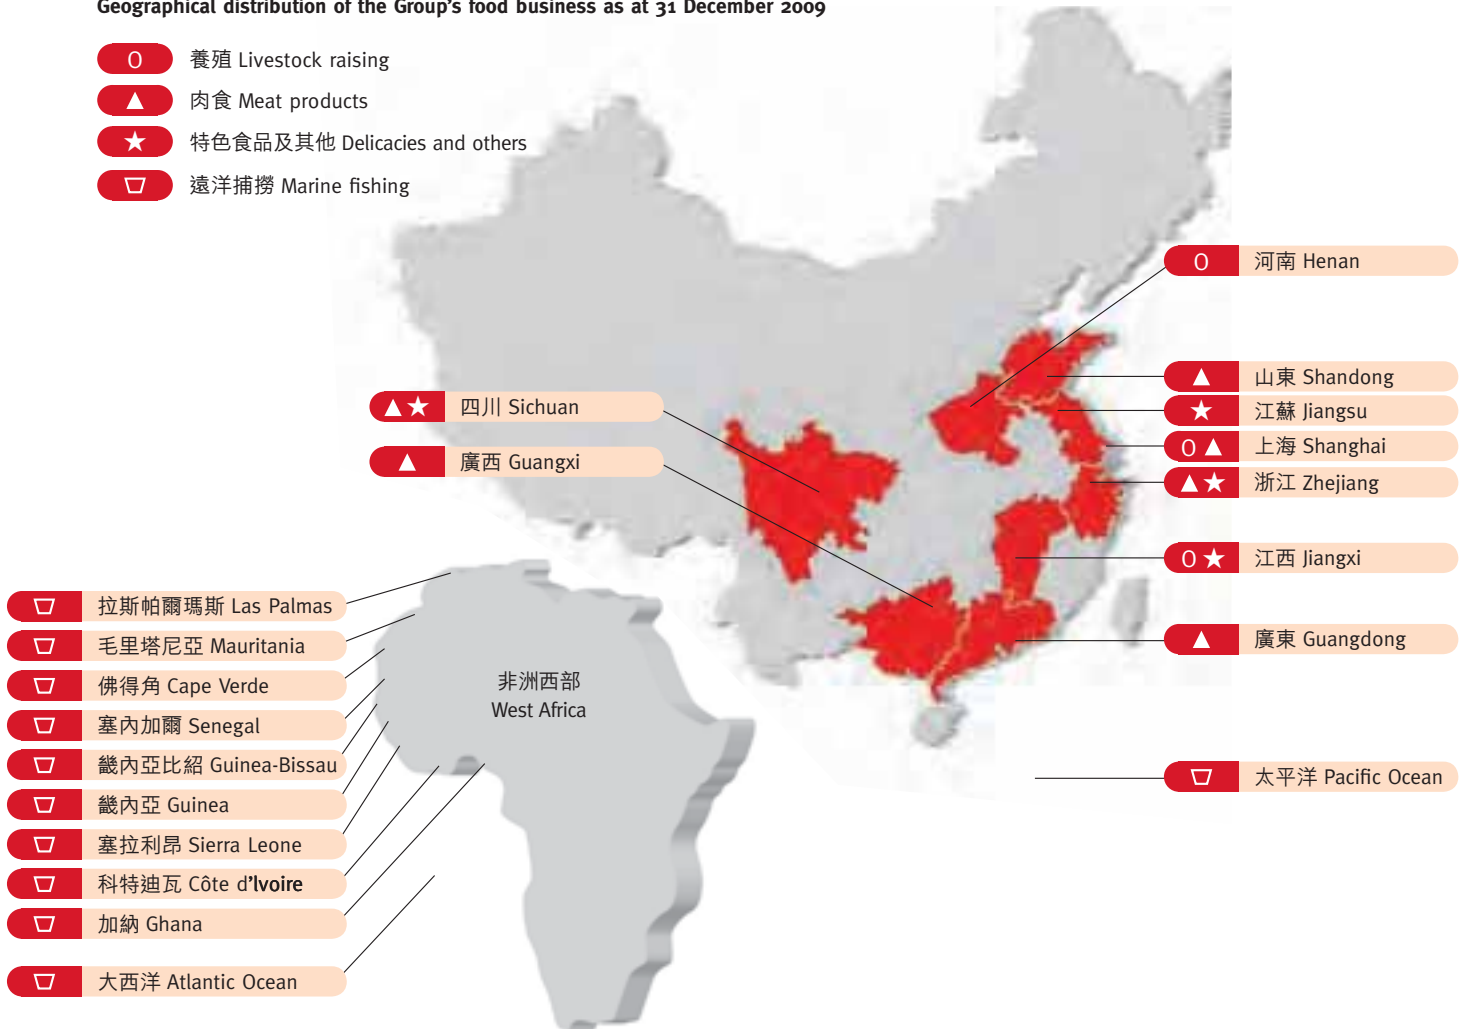 Geographical distribution of the Group's food business as at 31 December 2009
養殖 Livestock raising
肉食 Meat products
特色食品及其他 Delicacies and others
遠洋捕撈 Marine fishing
河南 Henan
山東 Shandong
江蘇 Jiangsu
上海 Shanghai
浙江 Zhejiang
江西 Jiangxi
廣東 Guangdong
太平洋 Pacific Ocean
四川 Sichuan
廣西 Guangxi
非洲西部
West Africa
拉斯帕爾瑪斯 Las Palmas
毛里塔尼亞 Mauritania
佛得角 Cape Verde
塞內加爾 Senegal
畿內亞比紹 Guinea-Bissau
畿內亞 Guinea
塞拉利昂 Sierra Leone
科特迪瓦 Côte d'lvoire
加納 Ghana
大西洋 Atlantic Ocean